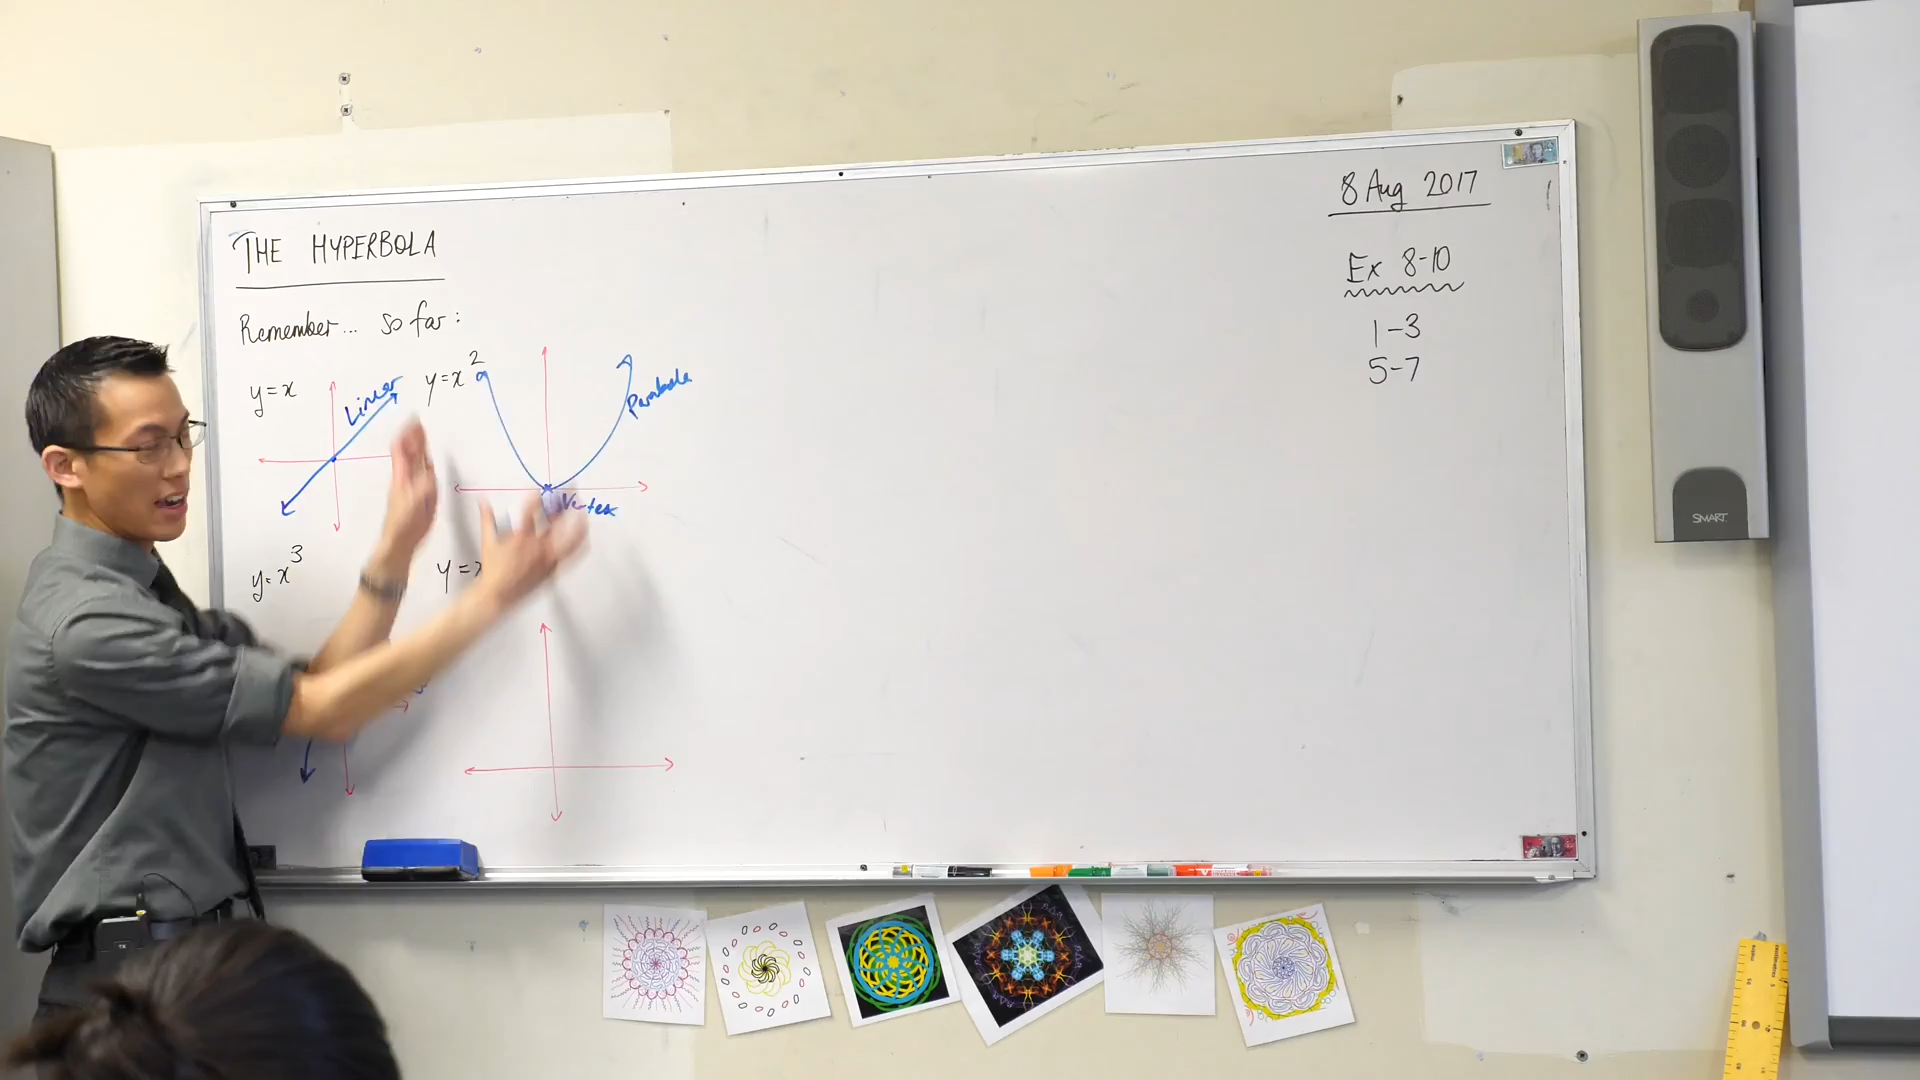 THE HYPERBOLA
Remember... so far:
y=x
Linear
y=x²
Parabola
Vertex
y=x³
y=x
8 Aug 2017
Ex 8-10
1-3
5-7
SMART
TX